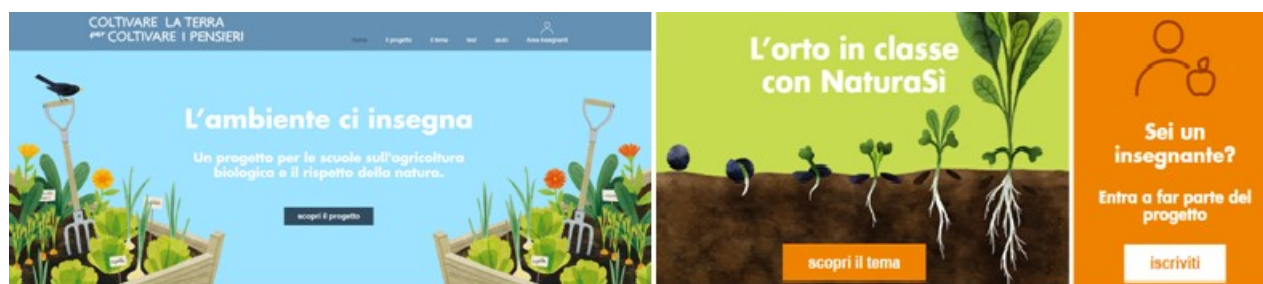 COLTIVARE LA TERRA
per COLTIVARE I PENSIERI
Home il progetto il tema test aiuto Area Insegnanti
L'ambiente ci insegna
Un progetto per le scuole sull'agricoltura
biologica e il rispetto della natura.
scopri il progetto
L'orto in classe
con NaturaSì
scopri il tema
Sei un
insegnante?
Entra a far parte del
progetto
iscriviti